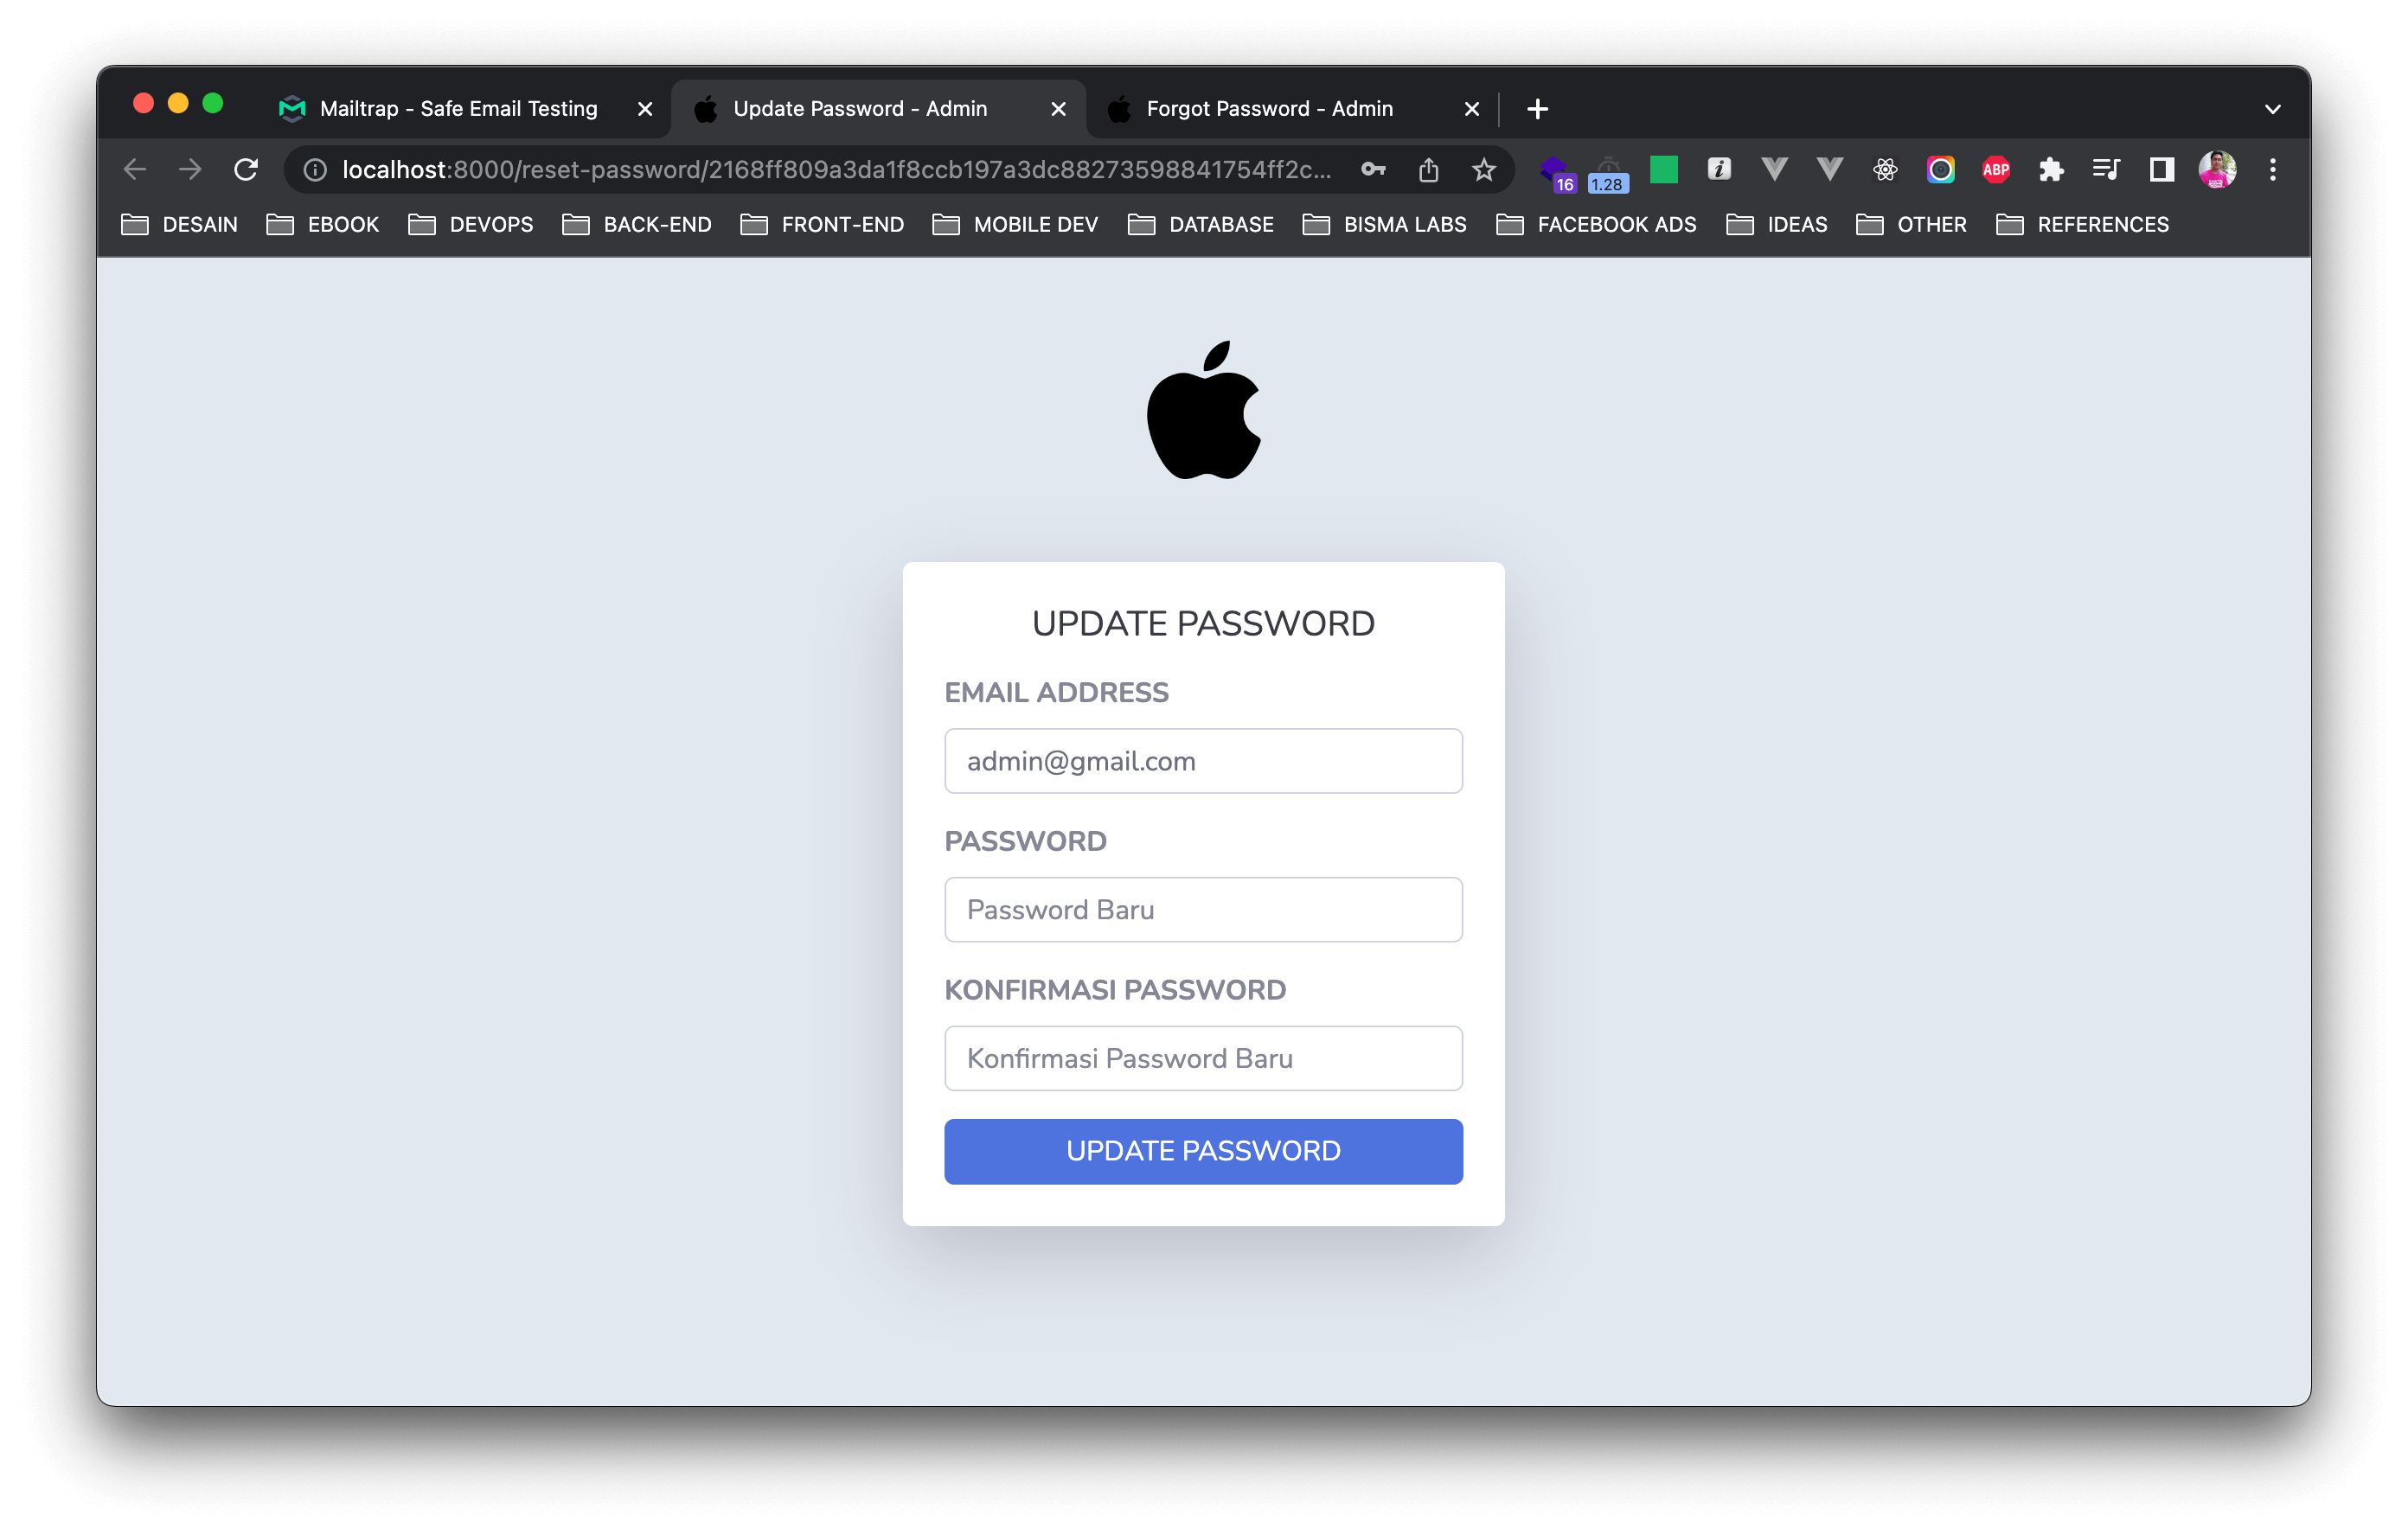 Mailtrap - Safe Email Testing
Update Password - Admin
Forgot Password - Admin
localhost:8000/reset-password/2168ff809a3da1f8ccb197a3dc88273598841754ff2c...
16
1.28
i
ABP
DESAIN
EBOOK
DEVOPS
BACK-END
FRONT-END
MOBILE DEV
DATABASE
BISMA LABS
FACEBOOK ADS
IDEAS
OTHER
REFERENCES
UPDATE PASSWORD
EMAIL ADDRESS
admin@gmail.com
PASSWORD
Password Baru
KONFIRMASI PASSWORD
Konfirmasi Password Baru
UPDATE PASSWORD